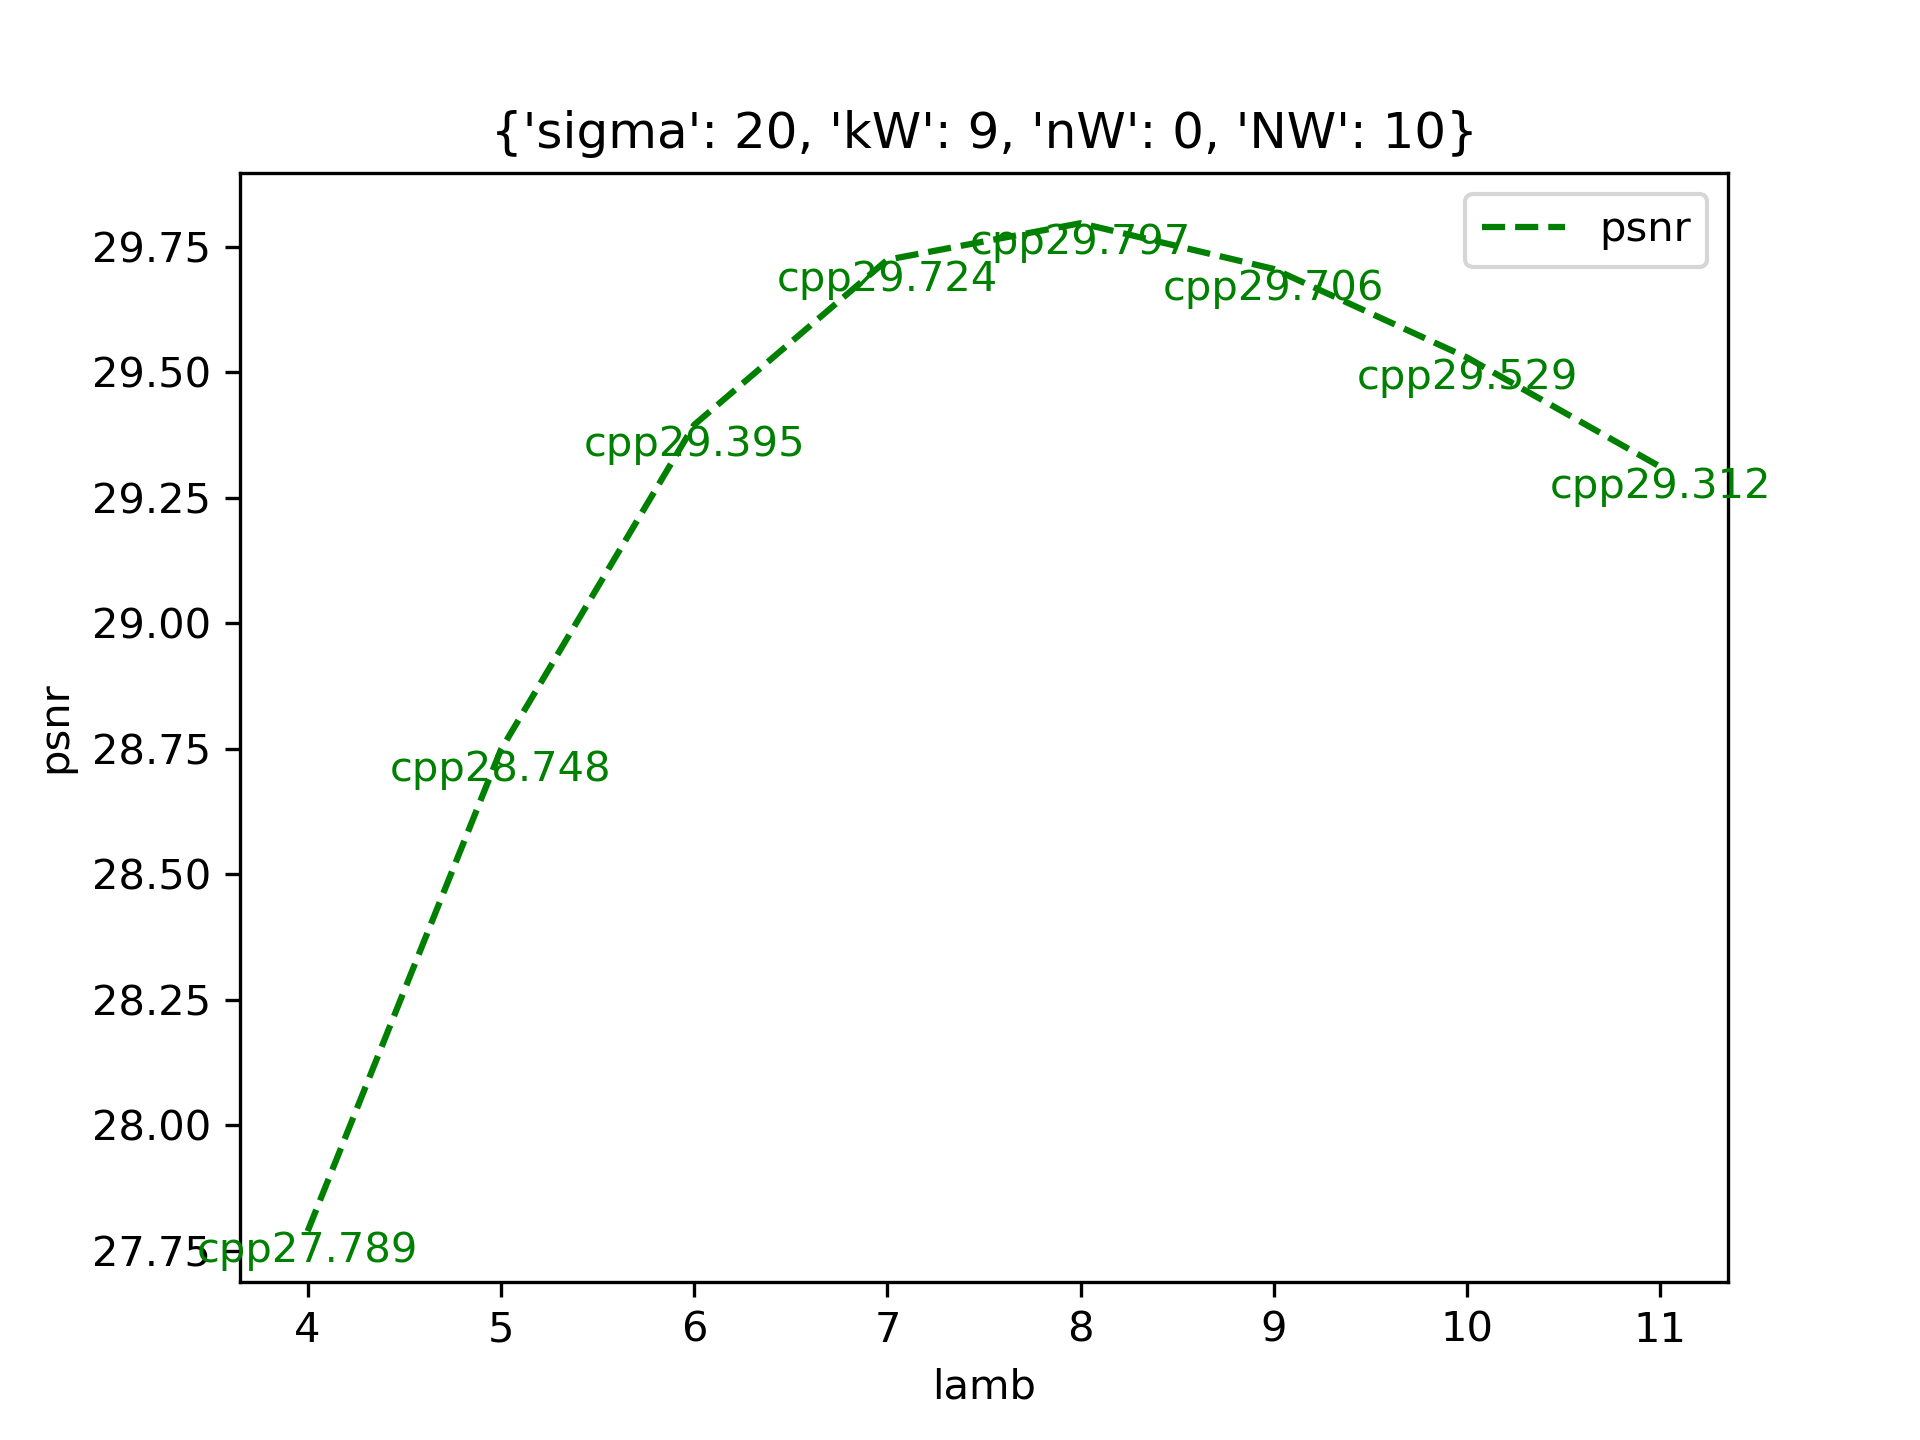 {'sigma': 20, 'kW': 9, 'nW': 0, 'NW': 10}
psnr
29.75
29.50
29.25
29.00
28.75
28.50
28.25
28.00
27.75
psnr
cpp27.789
cpp28.748
cpp29.395
cpp29.724
cpp29.797
cpp29.706
cpp29.529
cpp29.312
4 5 6 7 8 9 10 11
lamb